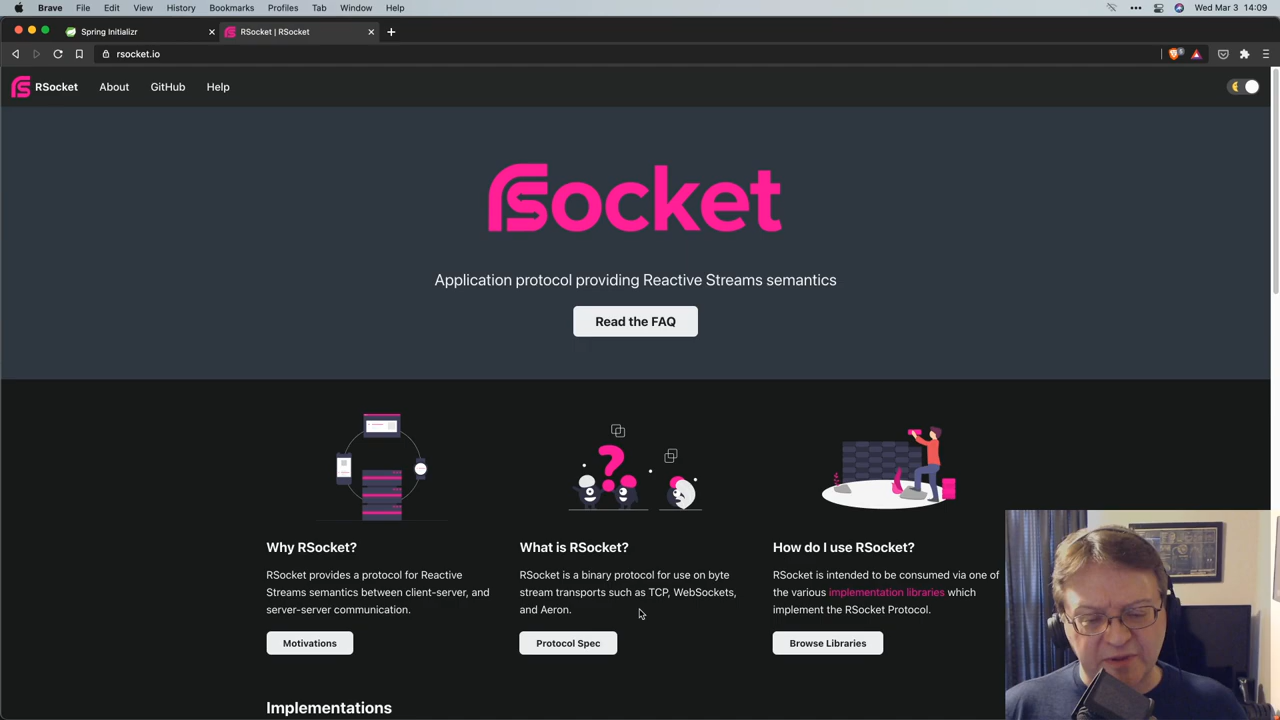 Brave File Edit View History Bookmarks Profiles Tab Window Help Wed Mar 3 14:09
Spring Initializr RSocket | RSocket
rsocket.io
RSocket About GitHub Help
RSocket
Application protocol providing Reactive Streams semantics
Read the FAQ
Why RSocket?
RSocket provides a protocol for Reactive
Streams semantics between client-server, and
server-server communication.
Motivations
What is RSocket?
RSocket is a binary protocol for use on byte
stream transports such as TCP, WebSockets,
and Aeron.
Protocol Spec
How do I use RSocket?
RSocket is intended to be consumed via one of
the various implementation libraries which
implement the RSocket Protocol.
Browse Libraries
Implementations